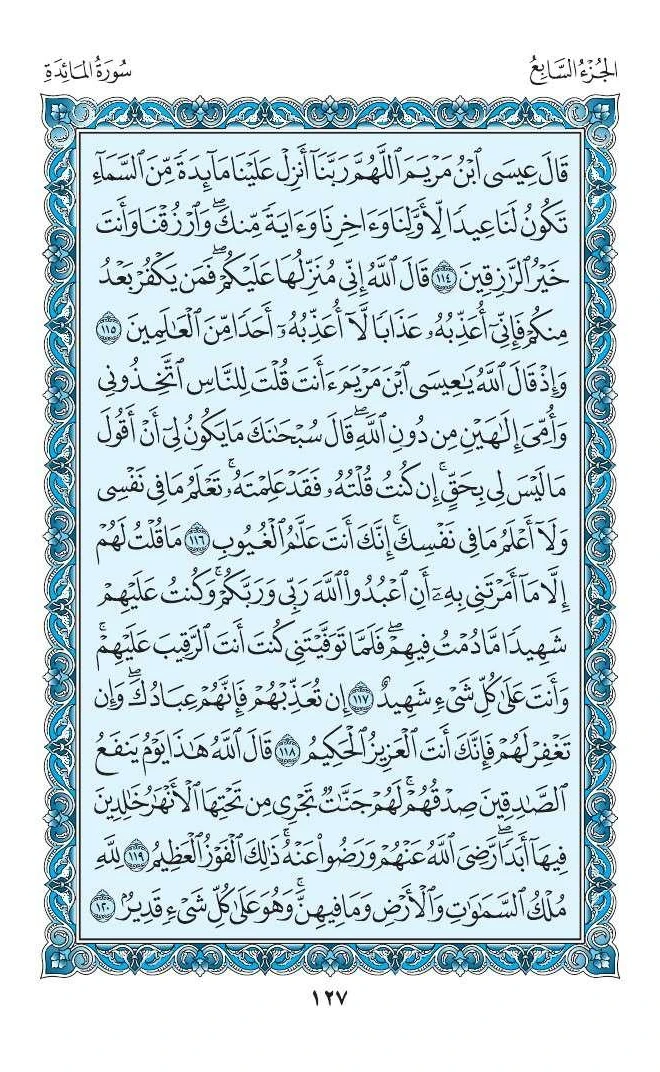 الجُزْءُ السَّابِعُ
سُورَةُ المَائِدَةِ
قَالَ عِيسَى ٱبۡنُ مَرۡيَمَ ٱللَّهُمَّ رَبَّنَآ أَنزِلۡ عَلَيۡنَا مَآئِدَةٗ مِّنَ ٱلسَّمَآءِ
تَكُونُ لَنَا عِيدٗا لِّأَوَّلِنَا وَءَاخِرِنَا وَءَايَةٗ مِّنكَۖ وَٱرۡزُقۡنَا وَأَنتَ
خَيۡرُ ٱلرَّٰزِقِينَ ١١٤ قَالَ ٱللَّهُ إِنِّي مُنَزِّلُهَا عَلَيۡكُمۡۖ فَمَن يَكۡفُرۡ بَعۡدُ
مِنكُمۡ فَإِنِّيٓ أُعَذِّبُهُۥ عَذَابٗا لَّآ أُعَذِّبُهُۥٓ أَحَدٗا مِّنَ ٱلۡعَٰلَمِينَ ١١٥
وَإِذۡ قَالَ ٱللَّهُ يَٰعِيسَى ٱبۡنَ مَرۡيَمَ ءَأَنتَ قُلۡتَ لِلنَّاسِ ٱتَّخِذُونِي
وَأُمِّيَ إِلَٰهَيۡنِ مِن دُونِ ٱللَّهِۖ قَالَ سُبۡحَٰنَكَ مَا يَكُونُ لِيٓ أَنۡ أَقُولَ
مَا لَيۡسَ لِي بِحَقٍّۚ إِن كُنتُ قُلۡتُهُۥ فَقَدۡ عَلِمۡتَهُۥۚ تَعۡلَمُ مَا فِي نَفۡسِي
وَلَآ أَعۡلَمُ مَا فِي نَفۡسِكَۚ إِنَّكَ أَنتَ عَلَّٰمُ ٱلۡغُيُوبِ ١١٦ مَا قُلۡتُ لَهُمۡ
إِلَّا مَآ أَمَرۡتَنِي بِهِۦٓ أَنِ ٱعۡبُدُواْ ٱللَّهَ رَبِّي وَرَبَّكُمۡۚ وَكُنتُ عَلَيۡهِمۡ
شَهِيدٗا مَّا دُمۡتُ فِيهِمۡۖ فَلَمَّا تَوَفَّيۡتَنِي كُنتَ أَنتَ ٱلرَّقِيبَ عَلَيۡهِمۡۚ
وَأَنتَ عَلَىٰ كُلِّ شَيۡءٖ شَهِيدٌ ١١٧ إِن تُعَذِّبۡهُمۡ فَإِنَّهُمۡ عِبَادُكَۖ وَإِن
تَغۡفِرۡ لَهُمۡ فَإِنَّكَ أَنتَ ٱلۡعَزِيزُ ٱلۡحَكِيمُ ١١٨ قَالَ ٱللَّهُ هَٰذَا يَوۡمُ يَنفَعُ
ٱلصَّٰدِقِينَ صِدۡقُهُمۡۚ لَهُمۡ جَنَّٰتٞ تَجۡرِي مِن تَحۡتِهَا ٱلۡأَنۡهَٰرُ خَٰلِدِينَ
فِيهَآ أَبَدٗاۖ رَّضِيَ ٱللَّهُ عَنۡهُمۡ وَرَضُواْ عَنۡهُۚ ذَٰلِكَ ٱلۡفَوۡزُ ٱلۡعَظِيمُ ١١٩ لِلَّهِ
مُلۡكُ ٱلسَّمَٰوَٰتِ وَٱلۡأَرۡضِ وَمَا فِيهِنَّۚ وَهُوَ عَلَىٰ كُلِّ شَيۡءٖ قَدِيرُۢ ١٢٠
١٢٧